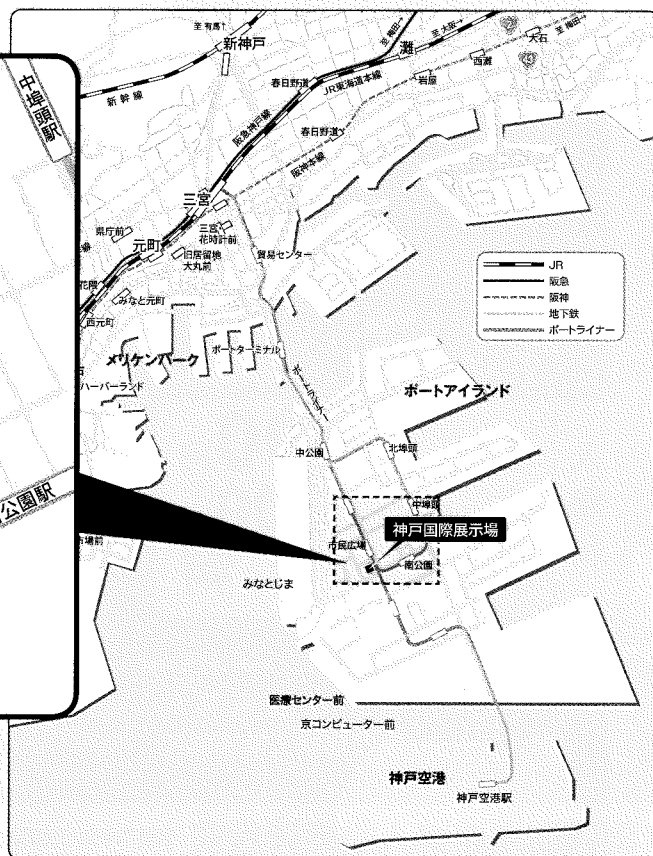 至 有馬↑
新神戸
新幹線
春日野道
阪急神戸線
灘
JR東海道本線
至 梅田→
至 大阪→
至 梅田→
大石
西灘
岩屋
春日野道
阪神本線
中埠頭駅
三宮
県庁前
元町
三宮
花時計前
旧居留地
大丸前
貿易センター
花隈
みなと元町
西元町
メリケンパーク
ポートターミナル
ハーバーランド
ポートライナー
JR
阪急
阪神
地下鉄
ポートライナー
ポートアイランド
中公園
北埠頭
公園駅
中埠頭
神戸国際展示場
市民広場
市場前
南公園
みなとじま
医療センター前
京コンピューター前
神戸空港
神戸空港駅